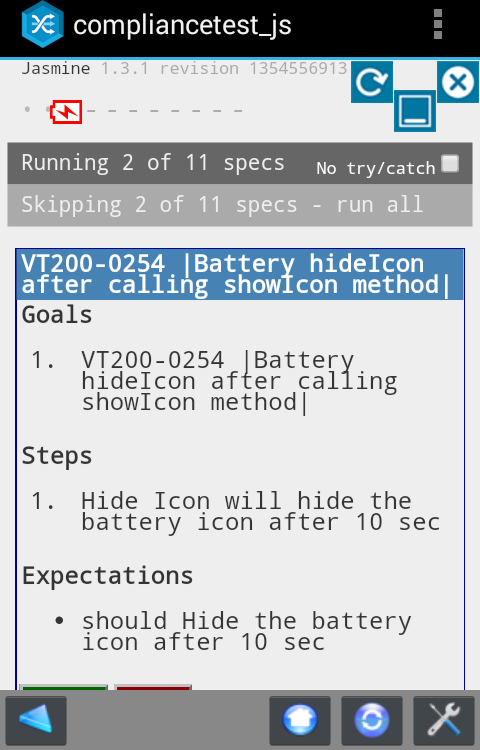 compliancetest_js
Jasmine 1.3.1 revision 1354556913
Running 2 of 11 specs No try/catch
Skipping 2 of 11 specs - run all
VT200-0254 |Battery hideIcon
after calling showIcon method|
Goals
1. VT200-0254 |Battery
hideIcon after calling
showIcon method|
Steps
1. Hide Icon will hide the
battery icon after 10 sec
Expectations
• should Hide the battery
icon after 10 sec